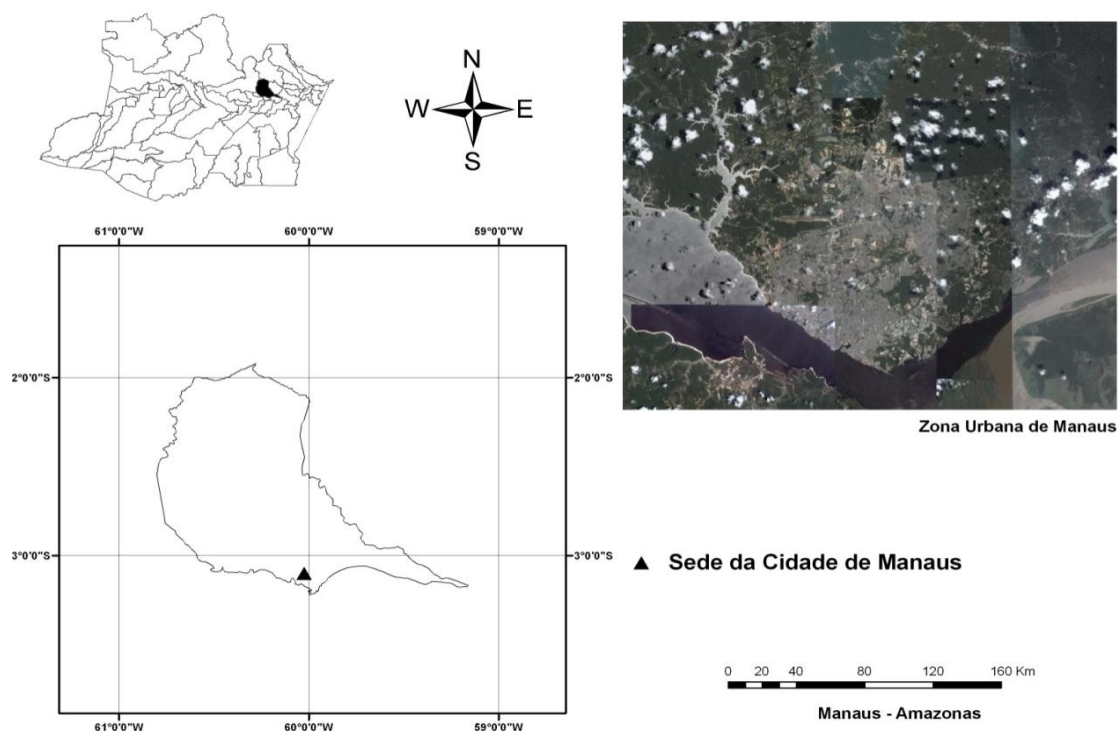 N
W E
S
Zona Urbana de Manaus
61°0'0"W 60°0'0"W 59°0'0"W
2°0'0"S 2°0'0"S
3°0'0"S 3°0'0"S
61°0'0"W 60°0'0"W 59°0'0"W
Sede da Cidade de Manaus
0 20 40 80 120 160 Km
Manaus - Amazonas